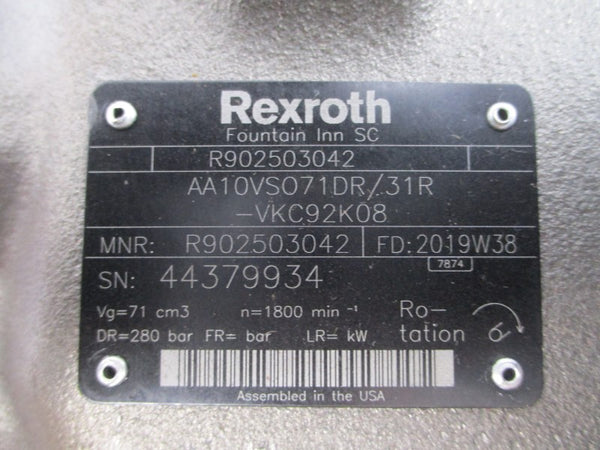 Rexroth
Fountain Inn SC
R902503042
AA10VSO71DR/31R
-VKC92K08
MNR: R902503042 FD:2019W38
7874
SN: 44379934
Vg=71 cm3 n=1800 min⁻¹ Ro-
DR=280 bar FR= bar LR= kW tation
Assembled in the USA